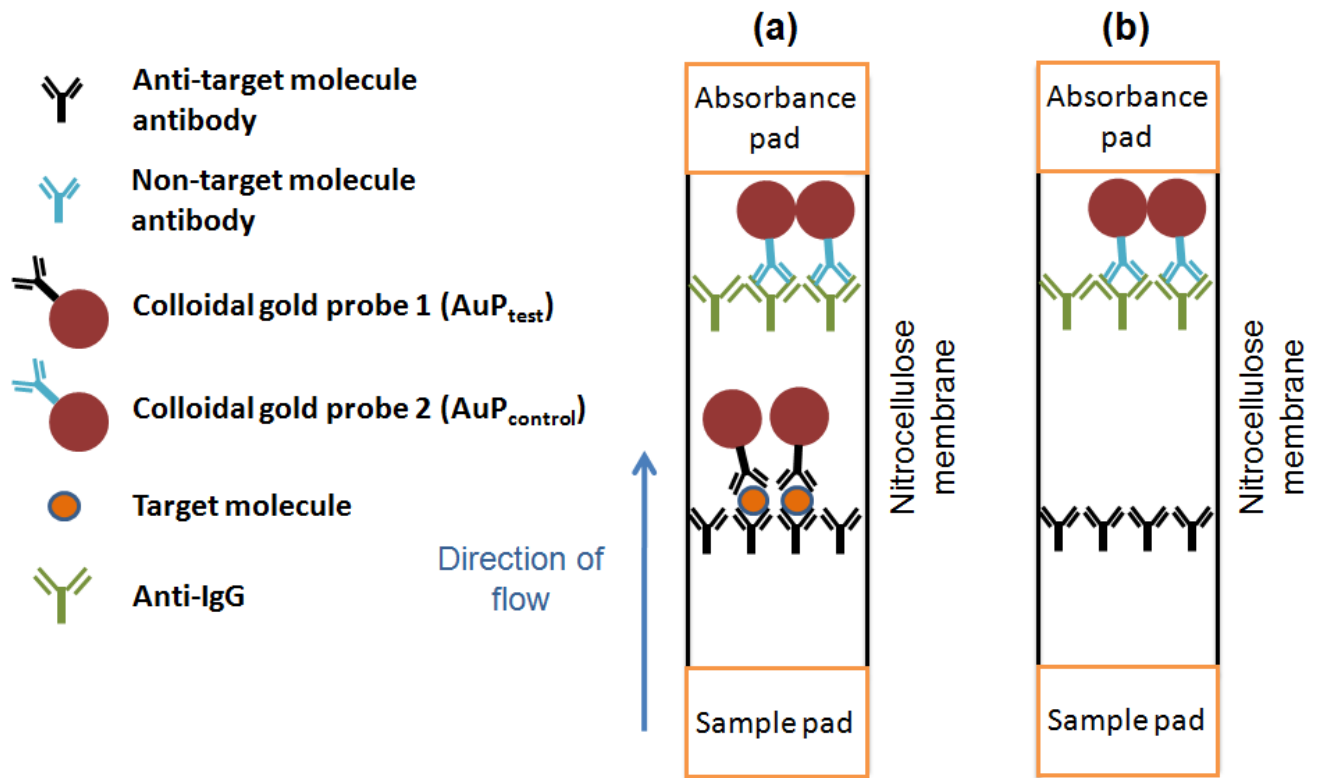 Anti-target molecule
antibody
Non-target molecule
antibody
Colloidal gold probe 1 (AuPtest)
Colloidal gold probe 2 (AuPcontrol)
Target molecule
Anti-IgG
Direction of
flow
(a)
Absorbance
pad
Nitrocellulose
membrane
Sample pad
(b)
Absorbance
pad
Nitrocellulose
membrane
Sample pad